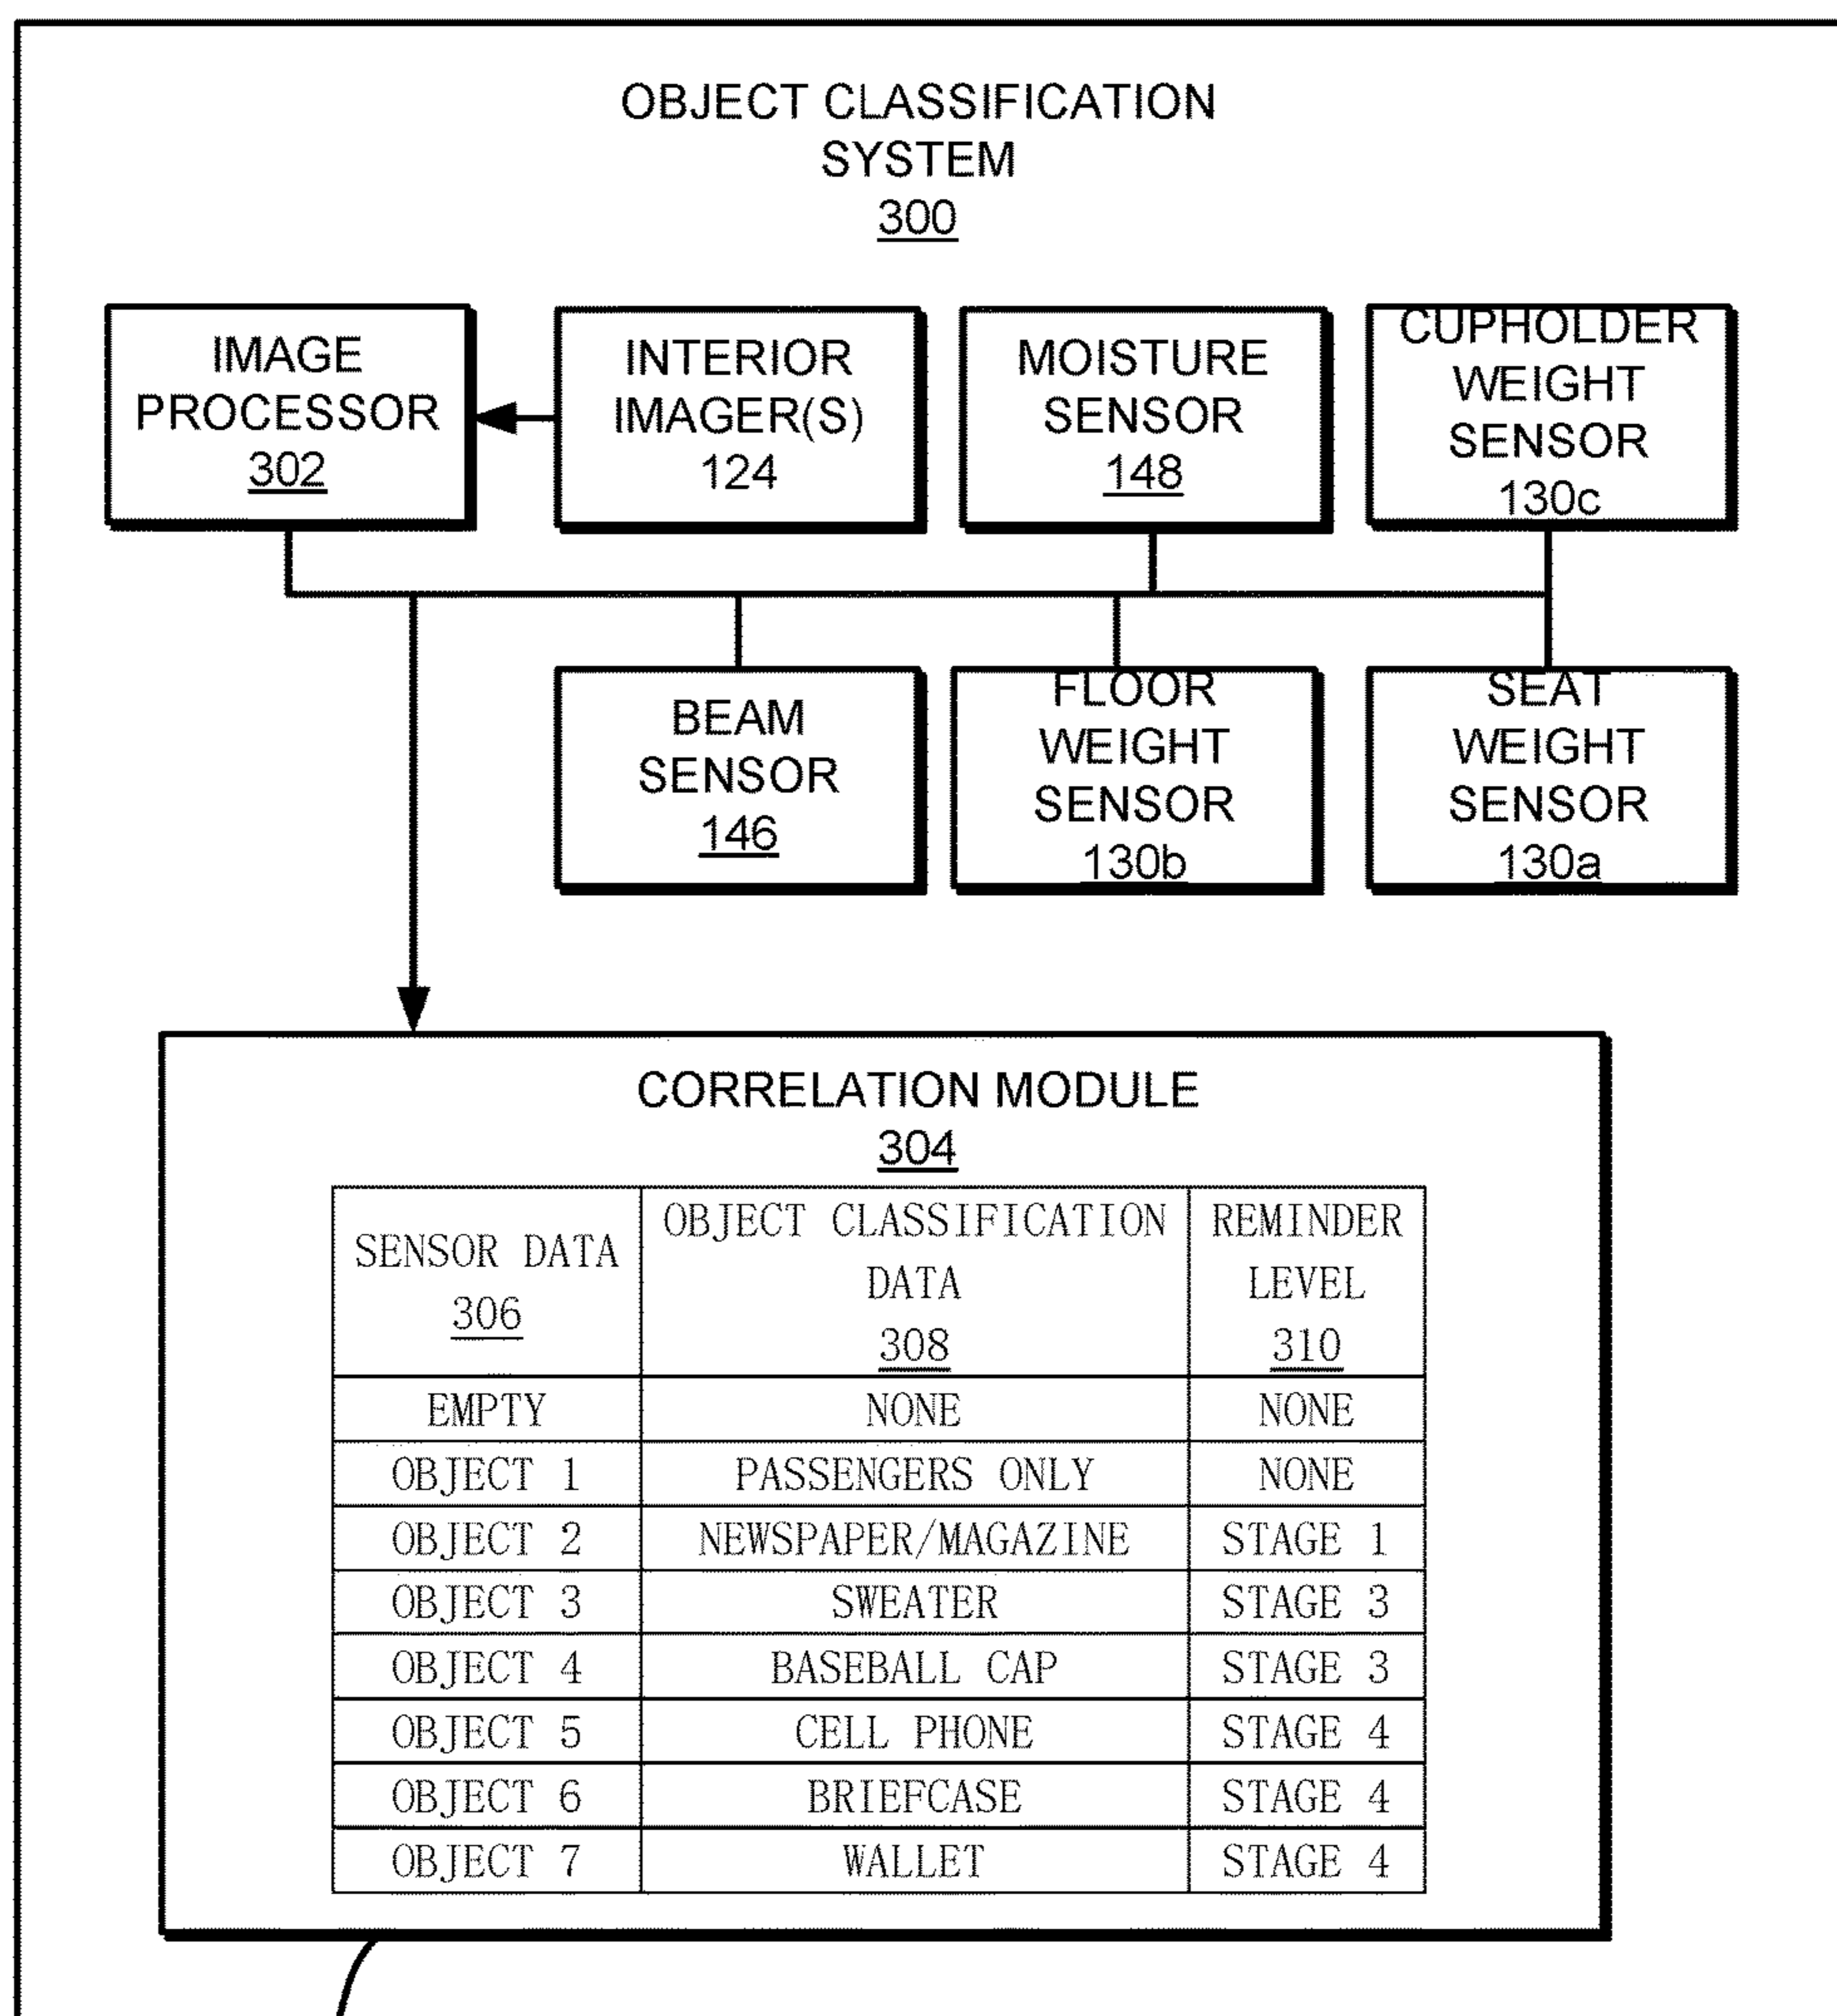 OBJECT CLASSIFICATION
SYSTEM
300
IMAGE
PROCESSOR
302
INTERIOR
IMAGER(S)
124
MOISTURE
SENSOR
148
CUPHOLDER
WEIGHT
SENSOR
130c
BEAM
SENSOR
146
FLOOR
WEIGHT
SENSOR
130b
SEAT
WEIGHT
SENSOR
130a
CORRELATION MODULE
304
SENSOR DATA
306
OBJECT CLASSIFICATION
DATA
308
REMINDER
LEVEL
310
EMPTY NONE NONE
OBJECT 1 PASSENGERS ONLY NONE
OBJECT 2 NEWSPAPER/MAGAZINE STAGE 1
OBJECT 3 SWEATER STAGE 3
OBJECT 4 BASEBALL CAP STAGE 3
OBJECT 5 CELL PHONE STAGE 4
OBJECT 6 BRIEFCASE STAGE 4
OBJECT 7 WALLET STAGE 4